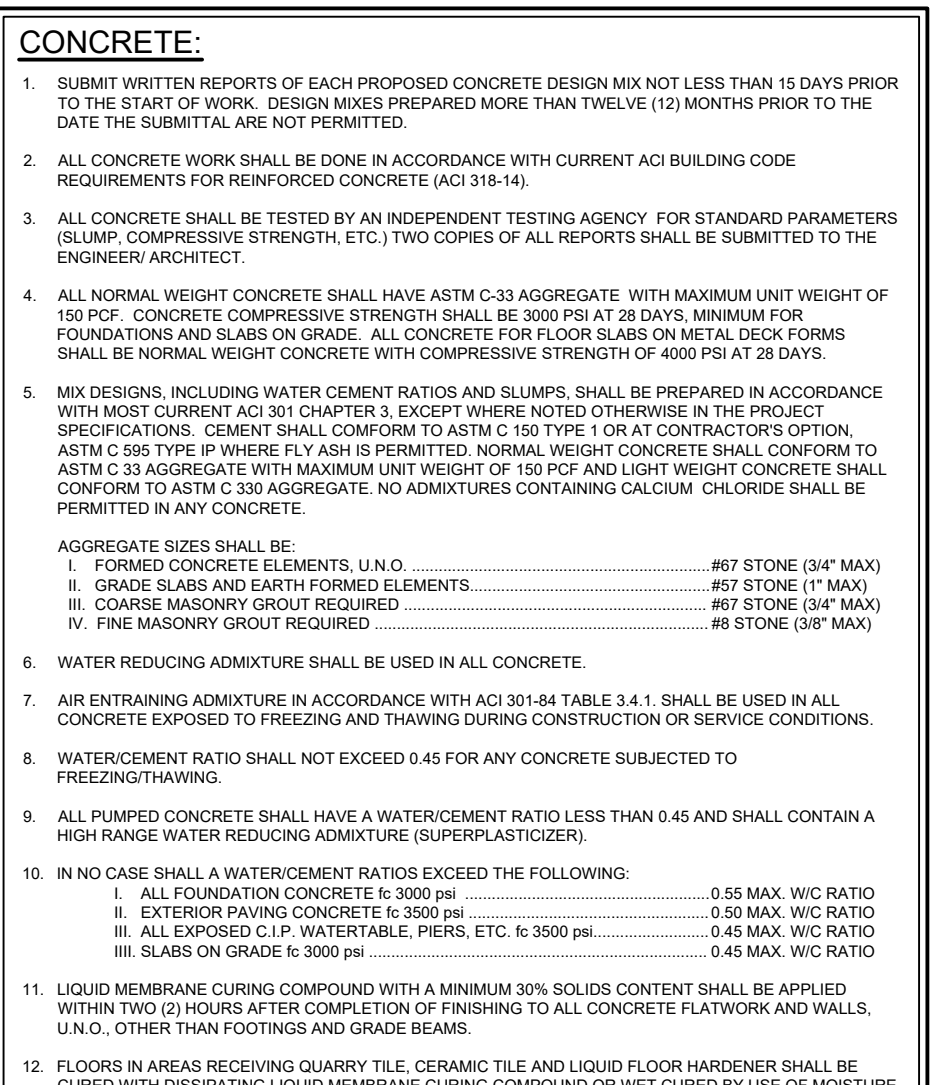 CONCRETE:
1. SUBMIT WRITTEN REPORTS OF EACH PROPOSED CONCRETE DESIGN MIX NOT LESS THAN 15 DAYS PRIOR
TO THE START OF WORK. DESIGN MIXES PREPARED MORE THAN TWELVE (12) MONTHS PRIOR TO THE
DATE THE SUBMITTAL ARE NOT PERMITTED.
2. ALL CONCRETE WORK SHALL BE DONE IN ACCORDANCE WITH CURRENT ACI BUILDING CODE
REQUIREMENTS FOR REINFORCED CONCRETE (ACI 318-14).
3. ALL CONCRETE SHALL BE TESTED BY AN INDEPENDENT TESTING AGENCY FOR STANDARD PARAMETERS
(SLUMP, COMPRESSIVE STRENGTH, ETC.) TWO COPIES OF ALL REPORTS SHALL BE SUBMITTED TO THE
ENGINEER/ ARCHITECT.
4. ALL NORMAL WEIGHT CONCRETE SHALL HAVE ASTM C-33 AGGREGATE WITH MAXIMUM UNIT WEIGHT OF
150 PCF. CONCRETE COMPRESSIVE STRENGTH SHALL BE 3000 PSI AT 28 DAYS, MINIMUM FOR
FOUNDATIONS AND SLABS ON GRADE. ALL CONCRETE FOR FLOOR SLABS ON METAL DECK FORMS
SHALL BE NORMAL WEIGHT CONCRETE WITH COMPRESSIVE STRENGTH OF 4000 PSI AT 28 DAYS.
5. MIX DESIGNS, INCLUDING WATER CEMENT RATIOS AND SLUMPS, SHALL BE PREPARED IN ACCORDANCE
WITH MOST CURRENT ACI 301 CHAPTER 3, EXCEPT WHERE NOTED OTHERWISE IN THE PROJECT
SPECIFICATIONS. CEMENT SHALL COMFORM TO ASTM C 150 TYPE 1 OR AT CONTRACTOR'S OPTION,
ASTM C 595 TYPE IP WHERE FLY ASH IS PERMITTED. NORMAL WEIGHT CONCRETE SHALL CONFORM TO
ASTM C 33 AGGREGATE WITH MAXIMUM UNIT WEIGHT OF 150 PCF AND LIGHT WEIGHT CONCRETE SHALL
CONFORM TO ASTM C 330 AGGREGATE. NO ADMIXTURES CONTAINING CALCIUM CHLORIDE SHALL BE
PERMITTED IN ANY CONCRETE.
AGGREGATE SIZES SHALL BE:
I. FORMED CONCRETE ELEMENTS, U.N.O. ....................#67 STONE (3/4" MAX)
II. GRADE SLABS AND EARTH FORMED ELEMENTS....................#57 STONE (1" MAX)
III. COARSE MASONRY GROUT REQUIRED .................... #67 STONE (3/4" MAX)
IV. FINE MASONRY GROUT REQUIRED .................... #8 STONE (3/8" MAX)
6. WATER REDUCING ADMIXTURE SHALL BE USED IN ALL CONCRETE.
7. AIR ENTRAINING ADMIXTURE IN ACCORDANCE WITH ACI 301-84 TABLE 3.4.1. SHALL BE USED IN ALL
CONCRETE EXPOSED TO FREEZING AND THAWING DURING CONSTRUCTION OR SERVICE CONDITIONS.
8. WATER/CEMENT RATIO SHALL NOT EXCEED 0.45 FOR ANY CONCRETE SUBJECTED TO
FREEZING/THAWING.
9. ALL PUMPED CONCRETE SHALL HAVE A WATER/CEMENT RATIO LESS THAN 0.45 AND SHALL CONTAIN A
HIGH RANGE WATER REDUCING ADMIXTURE (SUPERPLASTICIZER).
10. IN NO CASE SHALL A WATER/CEMENT RATIOS EXCEED THE FOLLOWING:
I. ALL FOUNDATION CONCRETE fc 3000 psi ....................0.55 MAX. W/C RATIO
II. EXTERIOR PAVING CONCRETE fc 3500 psi ....................0.50 MAX. W/C RATIO
III. ALL EXPOSED C.I.P. WATERTABLE, PIERS, ETC. fc 3500 psi....................0.45 MAX. W/C RATIO
IIII. SLABS ON GRADE fc 3000 psi .................... 0.45 MAX. W/C RATIO
11. LIQUID MEMBRANE CURING COMPOUND WITH A MINIMUM 30% SOLIDS CONTENT SHALL BE APPLIED
WITHIN TWO (2) HOURS AFTER COMPLETION OF FINISHING TO ALL CONCRETE FLATWORK AND WALLS,
U.N.O., OTHER THAN FOOTINGS AND GRADE BEAMS.
12. FLOORS IN AREAS RECEIVING QUARRY TILE, CERAMIC TILE AND LIQUID FLOOR HARDENER SHALL BE
CURED WITH DISSIPATING LIQUID MEMBRANE CURING COMPOUND OR WET CURED BY USE OF MOISTURE